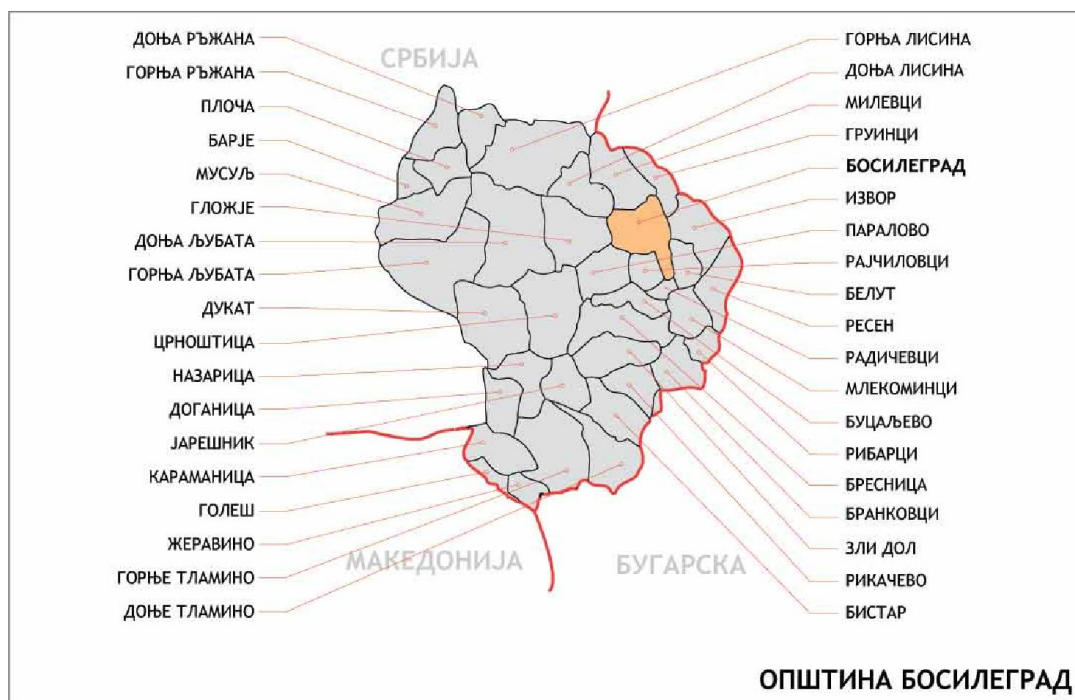 СРБИЈА
ДОЊА РЪЖАНА
ГОРЊА РЪЖАНА
ПЛОЧА
БАРЈЕ
МУСУЉ
ГЛОЖЈЕ
ДОЊА ЉУБАТА
ГОРЊА ЉУБАТА
ДУКАТ
ЦРНОШТИЦА
НАЗАРИЦА
ДОГАНИЦА
ЈАРЕШНИК
КАРАМАНИЦА
ГОЛЕШ
ЖЕРАВИНО
ГОРЊЕ ТЛАМИНО
ДОЊЕ ТЛАМИНО
ГОРЊА ЛИСИНА
ДОЊА ЛИСИНА
МИЛЕВЦИ
ГРУИНЦИ
БОСИЛЕГРАД
ИЗВОР
ПАРАЛОВО
РАЈЧИЛОВЦИ
БЕЛУТ
РЕСЕН
РАДИЧЕВЦИ
МЛЕКОМИНЦИ
БУЦАЉЕВО
РИБАРЦИ
БРЕСНИЦА
БРАНКОВЦИ
ЗЛИ ДОЛ
РИКАЧЕВО
БИСТАР
МАКЕДОНИЈА
БУГАРСКА
ОПШТИНА БОСИЛЕГРАД